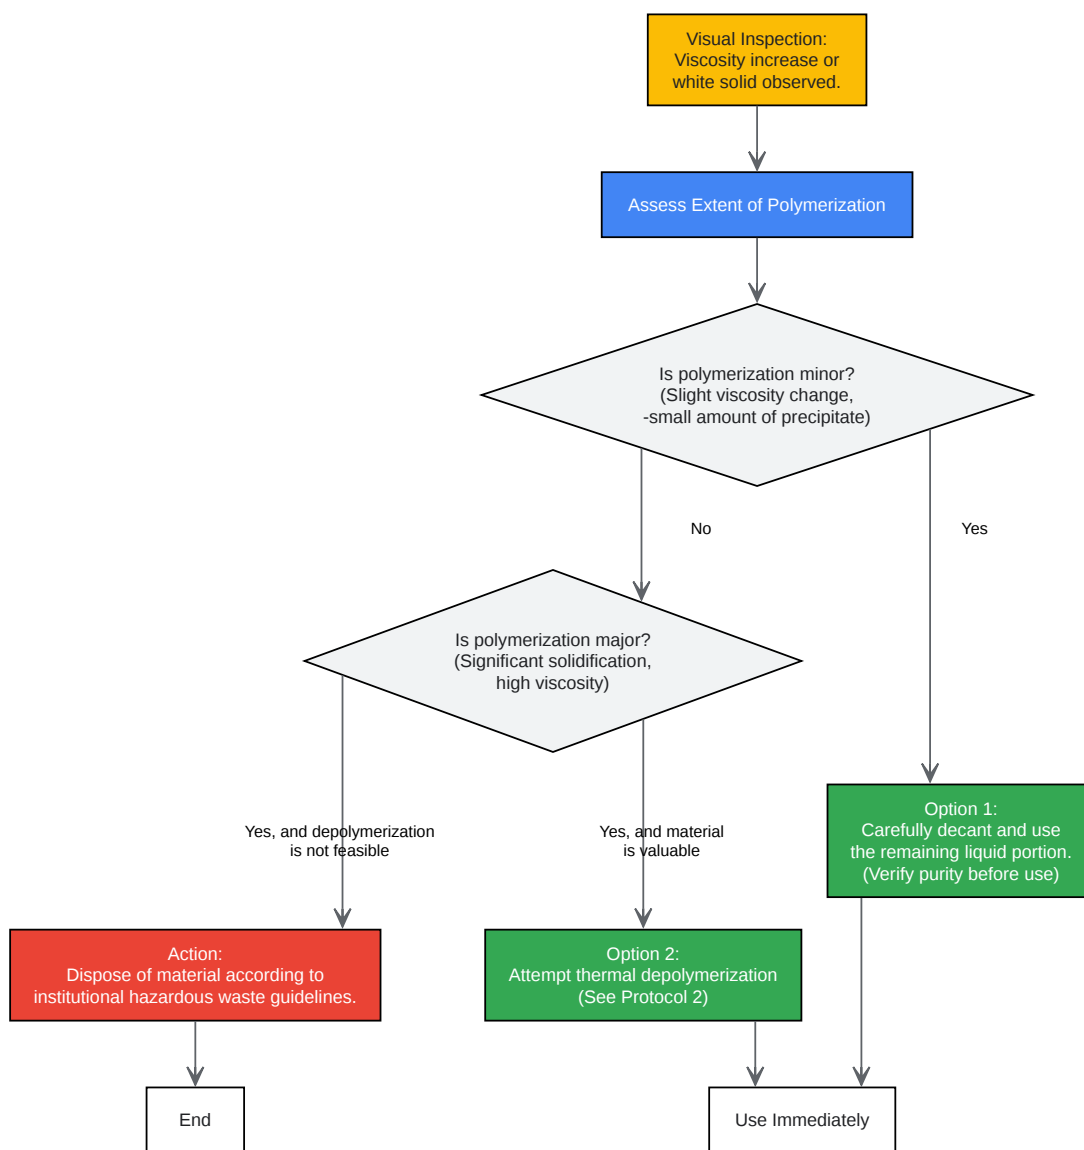 Visual Inspection:
Viscosity increase or
white solid observed.
Assess Extent of Polymerization
Is polymerization minor?
(Slight viscosity change,
-small amount of precipitate)
No
Yes
Is polymerization major?
(Significant solidification,
high viscosity)
Yes, and depolymerization
is not feasible
Yes, and material
is valuable
Option 1:
Carefully decant and use
the remaining liquid portion.
(Verify purity before use)
Action:
Dispose of material according to
institutional hazardous waste guidelines.
Option 2:
Attempt thermal depolymerization
(See Protocol 2)
End
Use Immediately